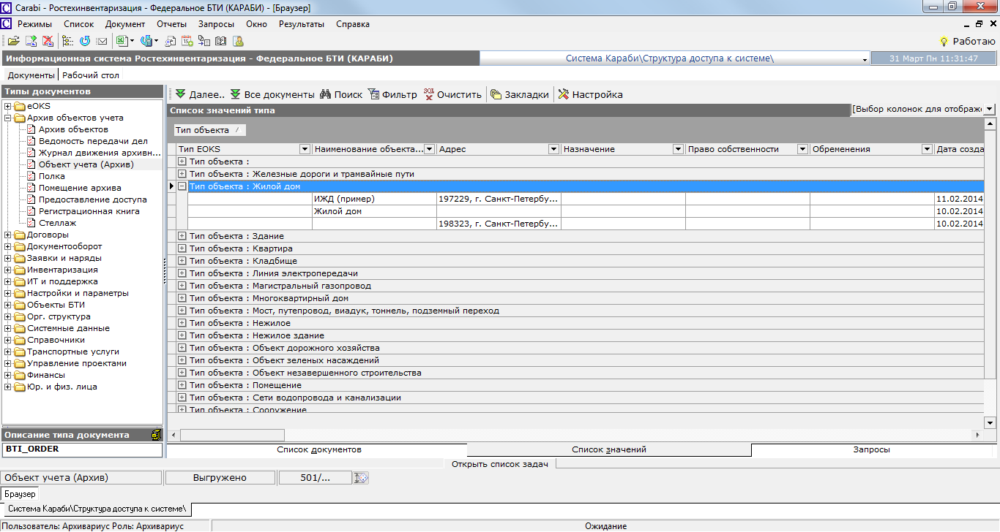 Carabi - Ростехинвентаризация - Федеральное БТИ (КАРАБИ) - [Браузер]
Режимы Список Документ Отчеты Запросы Окно Результаты Справка
Работаю
Информационная система Ростехинвентаризация - Федеральное БТИ (КАРАБИ) Система Караби\Структура доступа к системе\ 31 Март Пн 11:31:47
Документы Рабочий стол
Типы документов
eOKS
Архив объектов учета
Архив объектов
Ведомость передачи дел
Журнал движения архивн...
Объект учета (Архив)
Полка
Помещение архива
Предоставление доступа
Регистрационная книга
Стеллаж
Договоры
Документооборот
Заявки и наряды
Инвентаризация
ИТ и поддержка
Настройки и параметры
Объекты БТИ
Орг. структура
Системные данные
Справочники
Транспортные услуги
Управление проектами
Финансы
Юр. и физ. лица
Описание типа документа
BTI_ORDER
Далее.. Все документы Поиск Фильтр SQL Очистить Закладки Настройка
Список значений типа [Выбор колонок для отображ
Тип объекта
Тип EOKS Наименование объекта... Адрес Назначение Право собственности Обременения Дата созда
Тип объекта :
Тип объекта : Железные дороги и трамвайные пути
Тип объекта : Жилой дом
ИЖД (пример) 197229, г. Санкт-Петербу... 11.02.2014
Жилой дом 10.02.2014
198323, г. Санкт-Петербу... 10.02.2014
Тип объекта : Здание
Тип объекта : Квартира
Тип объекта : Кладбище
Тип объекта : Линия электропередачи
Тип объекта : Магистральный газопровод
Тип объекта : Многоквартирный дом
Тип объекта : Мост, путепровод, виадук, тоннель, подземный переход
Тип объекта : Нежилое
Тип объекта : Нежилое здание
Тип объекта : Объект дорожного хозяйства
Тип объекта : Объект зеленых насаждений
Тип объекта : Объект незавершенного строительства
Тип объекта : Помещение
Тип объекта : Сети водопровода и канализации
Тип объекта : Сооружение
Список документов Список значений Запросы
Открыть список задач
Объект учета (Архив) Выгружено 501/...
Браузер
Система Караби\Структура доступа к системе\
Пользователь: Архивариус Роль: Архивариус Ожидание